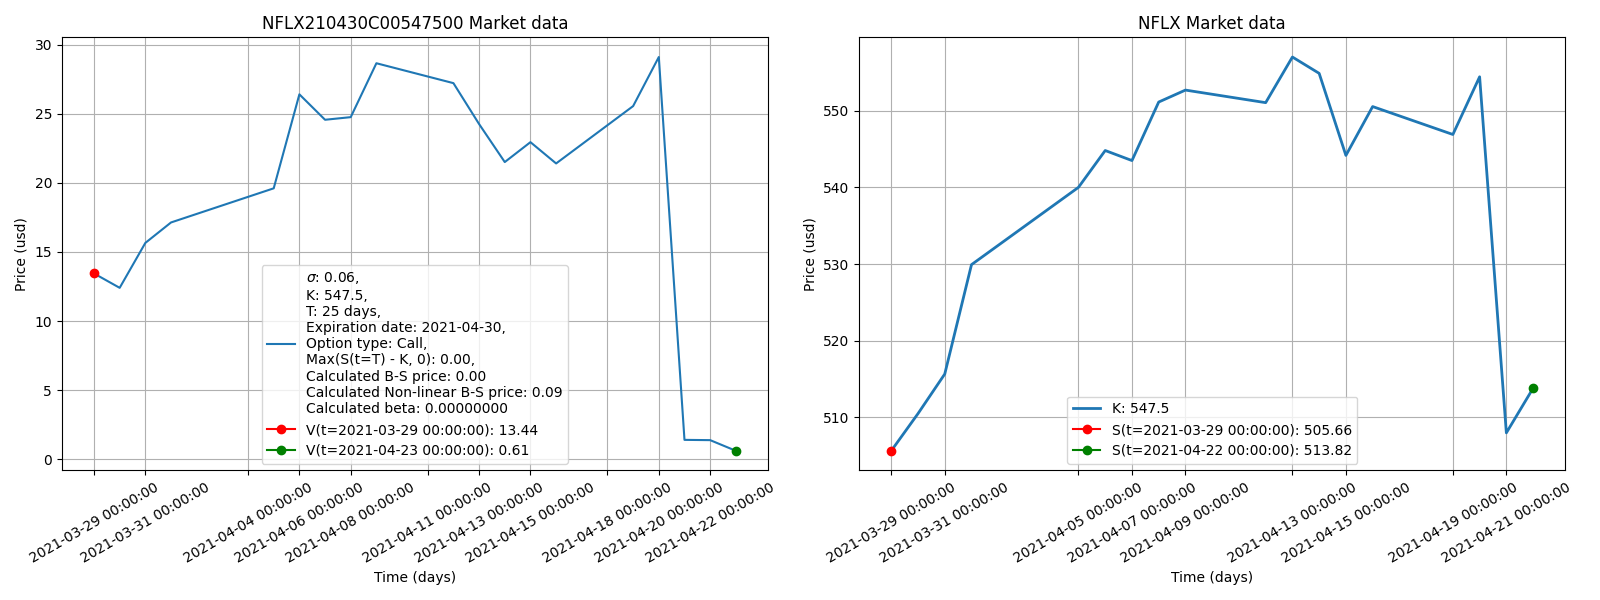 NFLX210430C00547500 Market data
Price (usd)
30
25
20
15
10
5
0
σ: 0.06,
K: 547.5,
T: 25 days,
Expiration date: 2021-04-30,
Option type: Call,
Max(S(t=T) - K, 0): 0.00,
Calculated B-S price: 0.00
Calculated Non-linear B-S price: 0.09
Calculated beta: 0.00000000
V(t=2021-03-29 00:00:00): 13.44
V(t=2021-04-23 00:00:00): 0.61
2021-03-29 00:00:00
2021-03-31 00:00:00
2021-04-04 00:00:00
2021-04-06 00:00:00
2021-04-08 00:00:00
2021-04-11 00:00:00
2021-04-13 00:00:00
2021-04-15 00:00:00
2021-04-18 00:00:00
2021-04-20 00:00:00
2021-04-22 00:00:00
Time (days)
NFLX Market data
Price (usd)
550
540
530
520
510
K: 547.5
S(t=2021-03-29 00:00:00): 505.66
S(t=2021-04-22 00:00:00): 513.82
2021-03-29 00:00:00
2021-03-31 00:00:00
2021-04-05 00:00:00
2021-04-07 00:00:00
2021-04-09 00:00:00
2021-04-13 00:00:00
2021-04-15 00:00:00
2021-04-19 00:00:00
2021-04-21 00:00:00
Time (days)